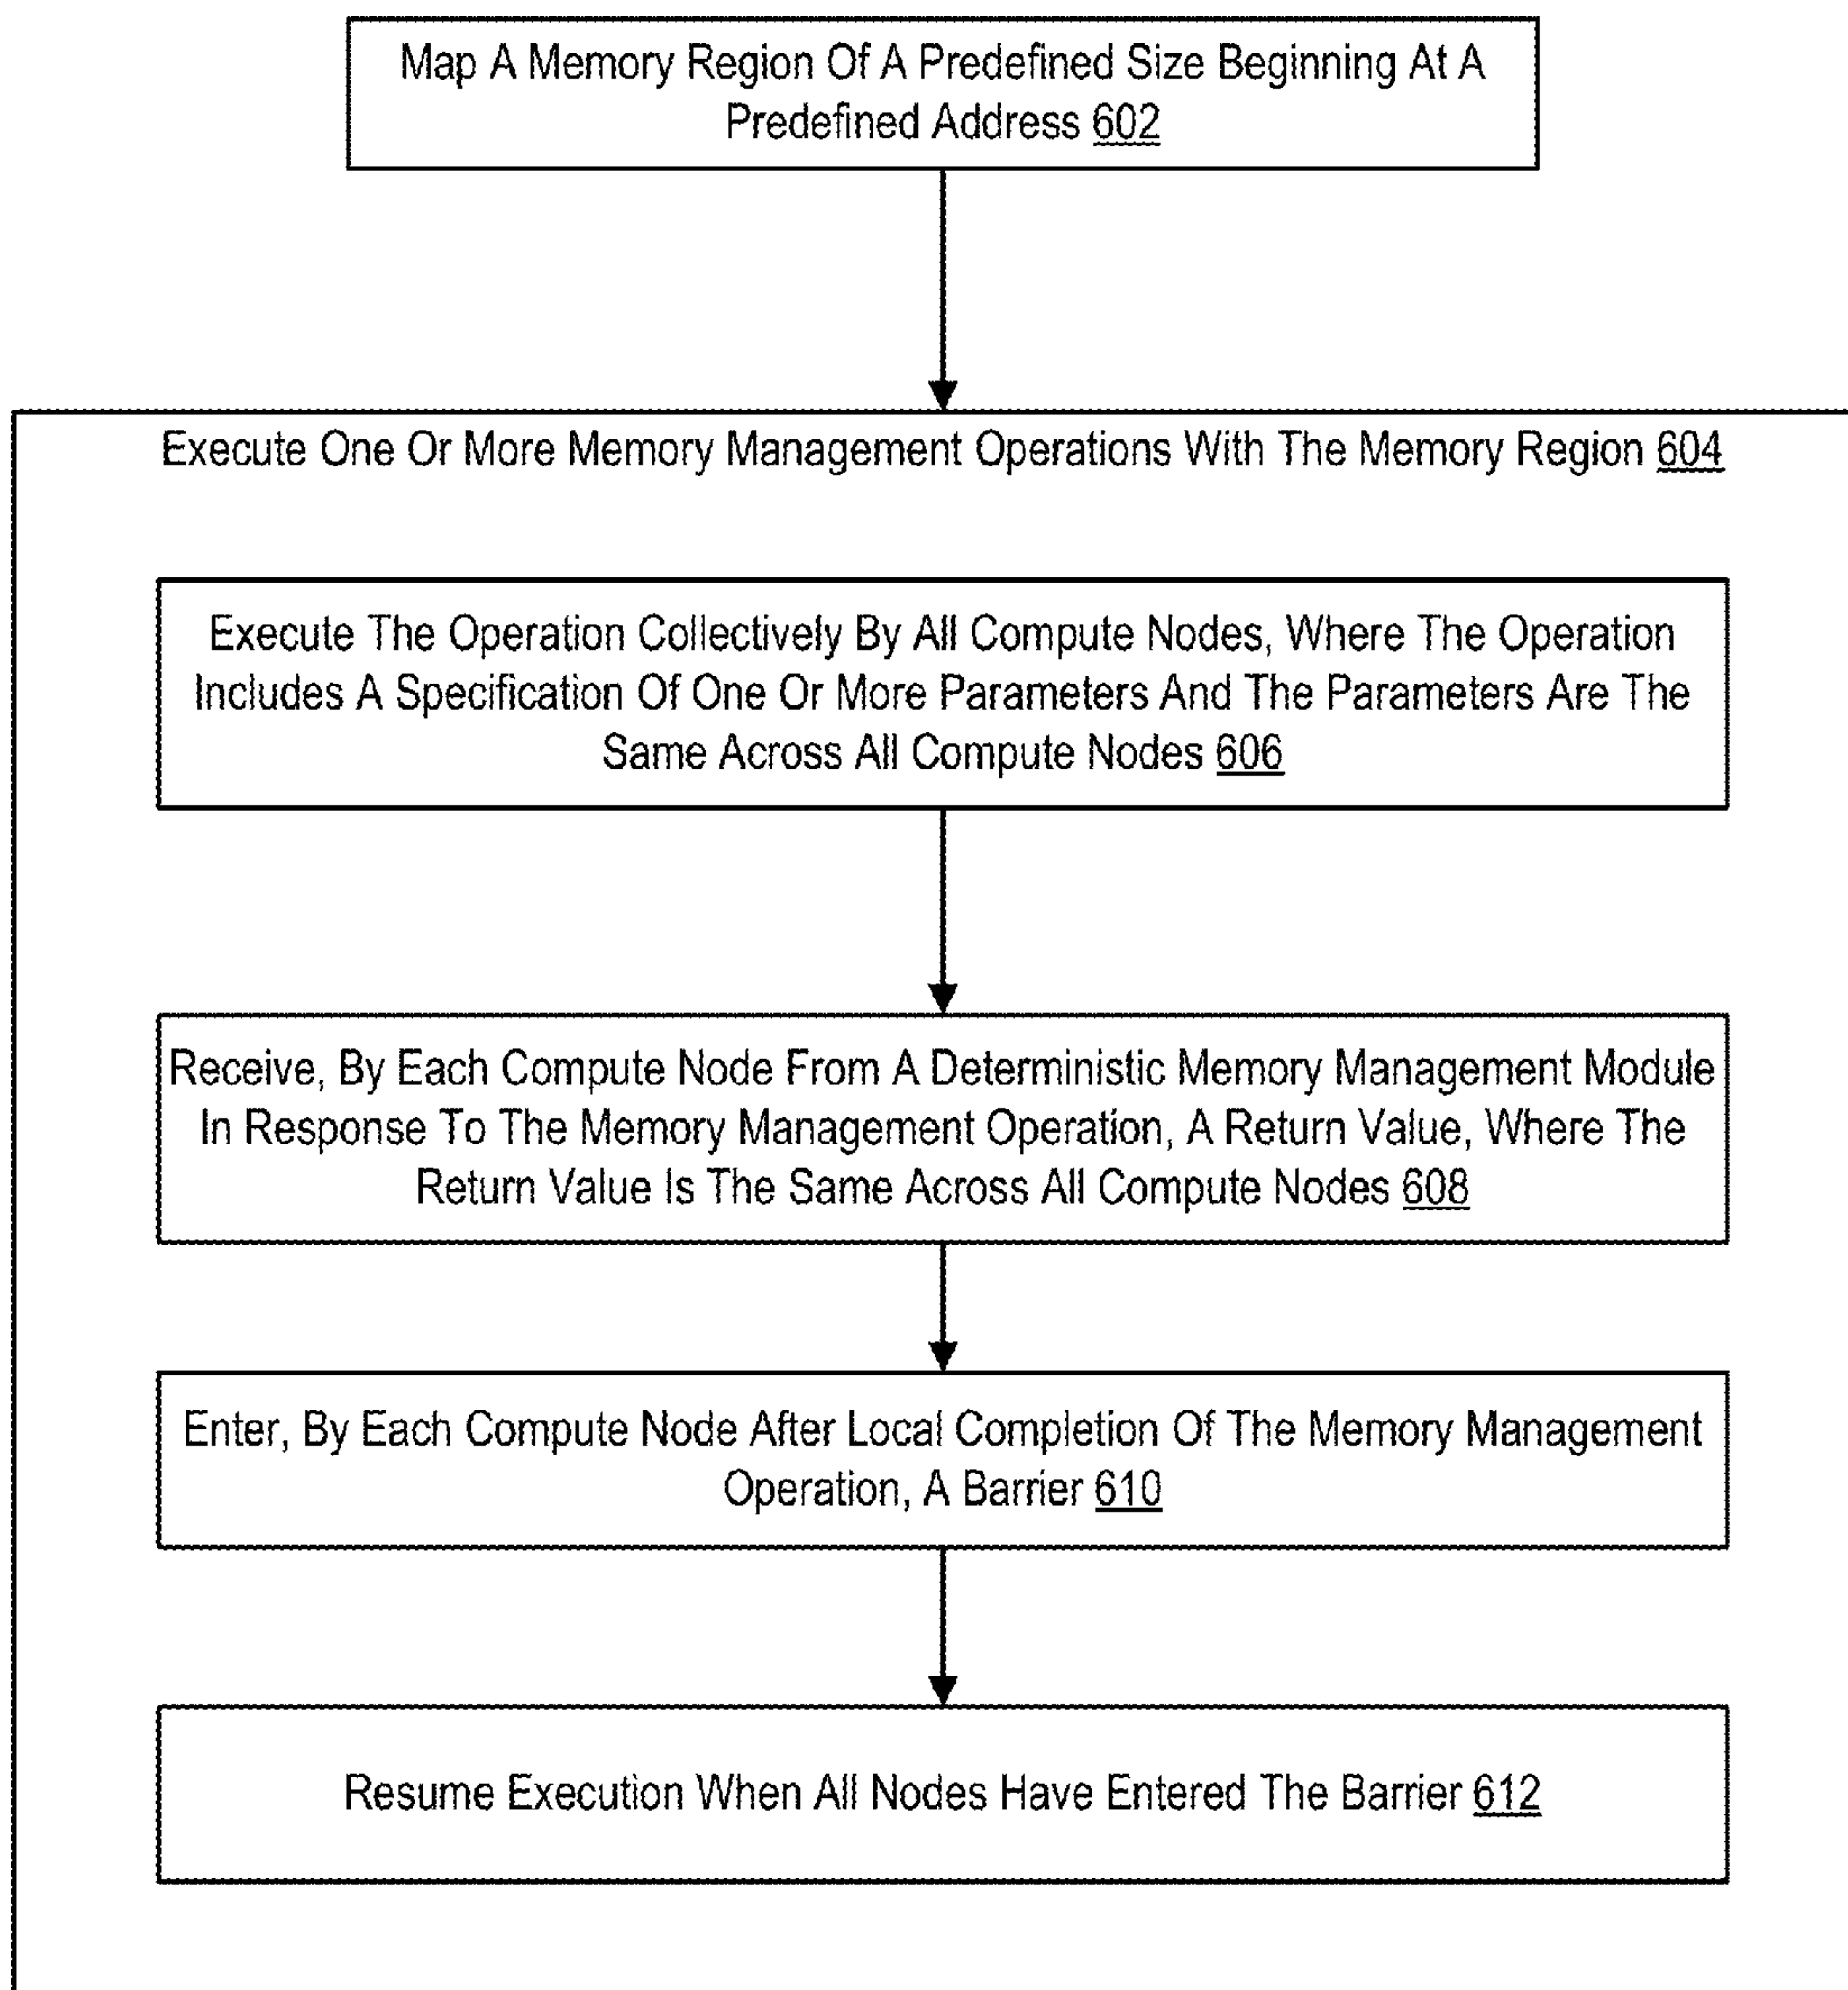 Map A Memory Region Of A Predefined Size Beginning At A
Predefined Address 602
Execute One Or More Memory Management Operations With The Memory Region 604
Execute The Operation Collectively By All Compute Nodes, Where The Operation
Includes A Specification Of One Or More Parameters And The Parameters Are The
Same Across All Compute Nodes 606
Receive, By Each Compute Node From A Deterministic Memory Management Module
In Response To The Memory Management Operation, A Return Value, Where The
Return Value Is The Same Across All Compute Nodes 608
Enter, By Each Compute Node After Local Completion Of The Memory Management
Operation, A Barrier 610
Resume Execution When All Nodes Have Entered The Barrier 612